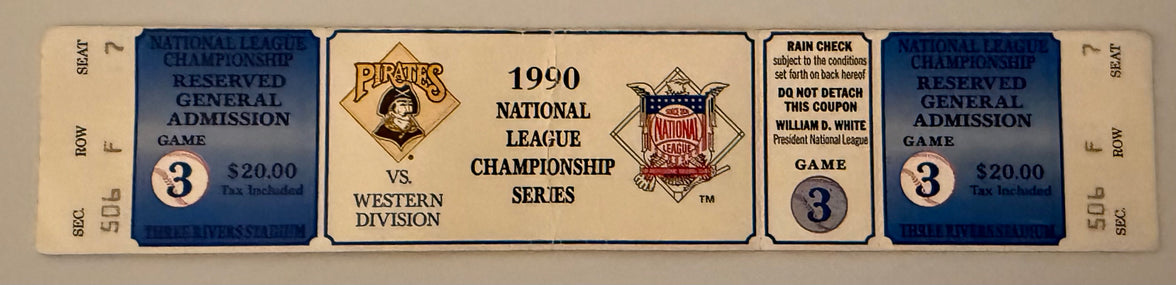 SEAT 7
ROW F
SEC. 506
NATIONAL LEAGUE
CHAMPIONSHIP
RESERVED
GENERAL
ADMISSION
GAME
3
$20.00
Tax Included
THREE RIVERS STADIUM
PIRATES
VS.
WESTERN
DIVISION
1990
NATIONAL
LEAGUE
CHAMPIONSHIP
SERIES
SINCE 1876
NATIONAL
LEAGUE
TM
RAIN CHECK
subject to the conditions
set forth on back hereof
DO NOT DETACH
THIS COUPON
WILLIAM D. WHITE
President National League
GAME
3
NATIONAL LEAGUE
CHAMPIONSHIP
RESERVED
GENERAL
ADMISSION
GAME
3
$20.00
Tax Included
THREE RIVERS STADIUM
7 SEAT
F ROW
506 SEC.